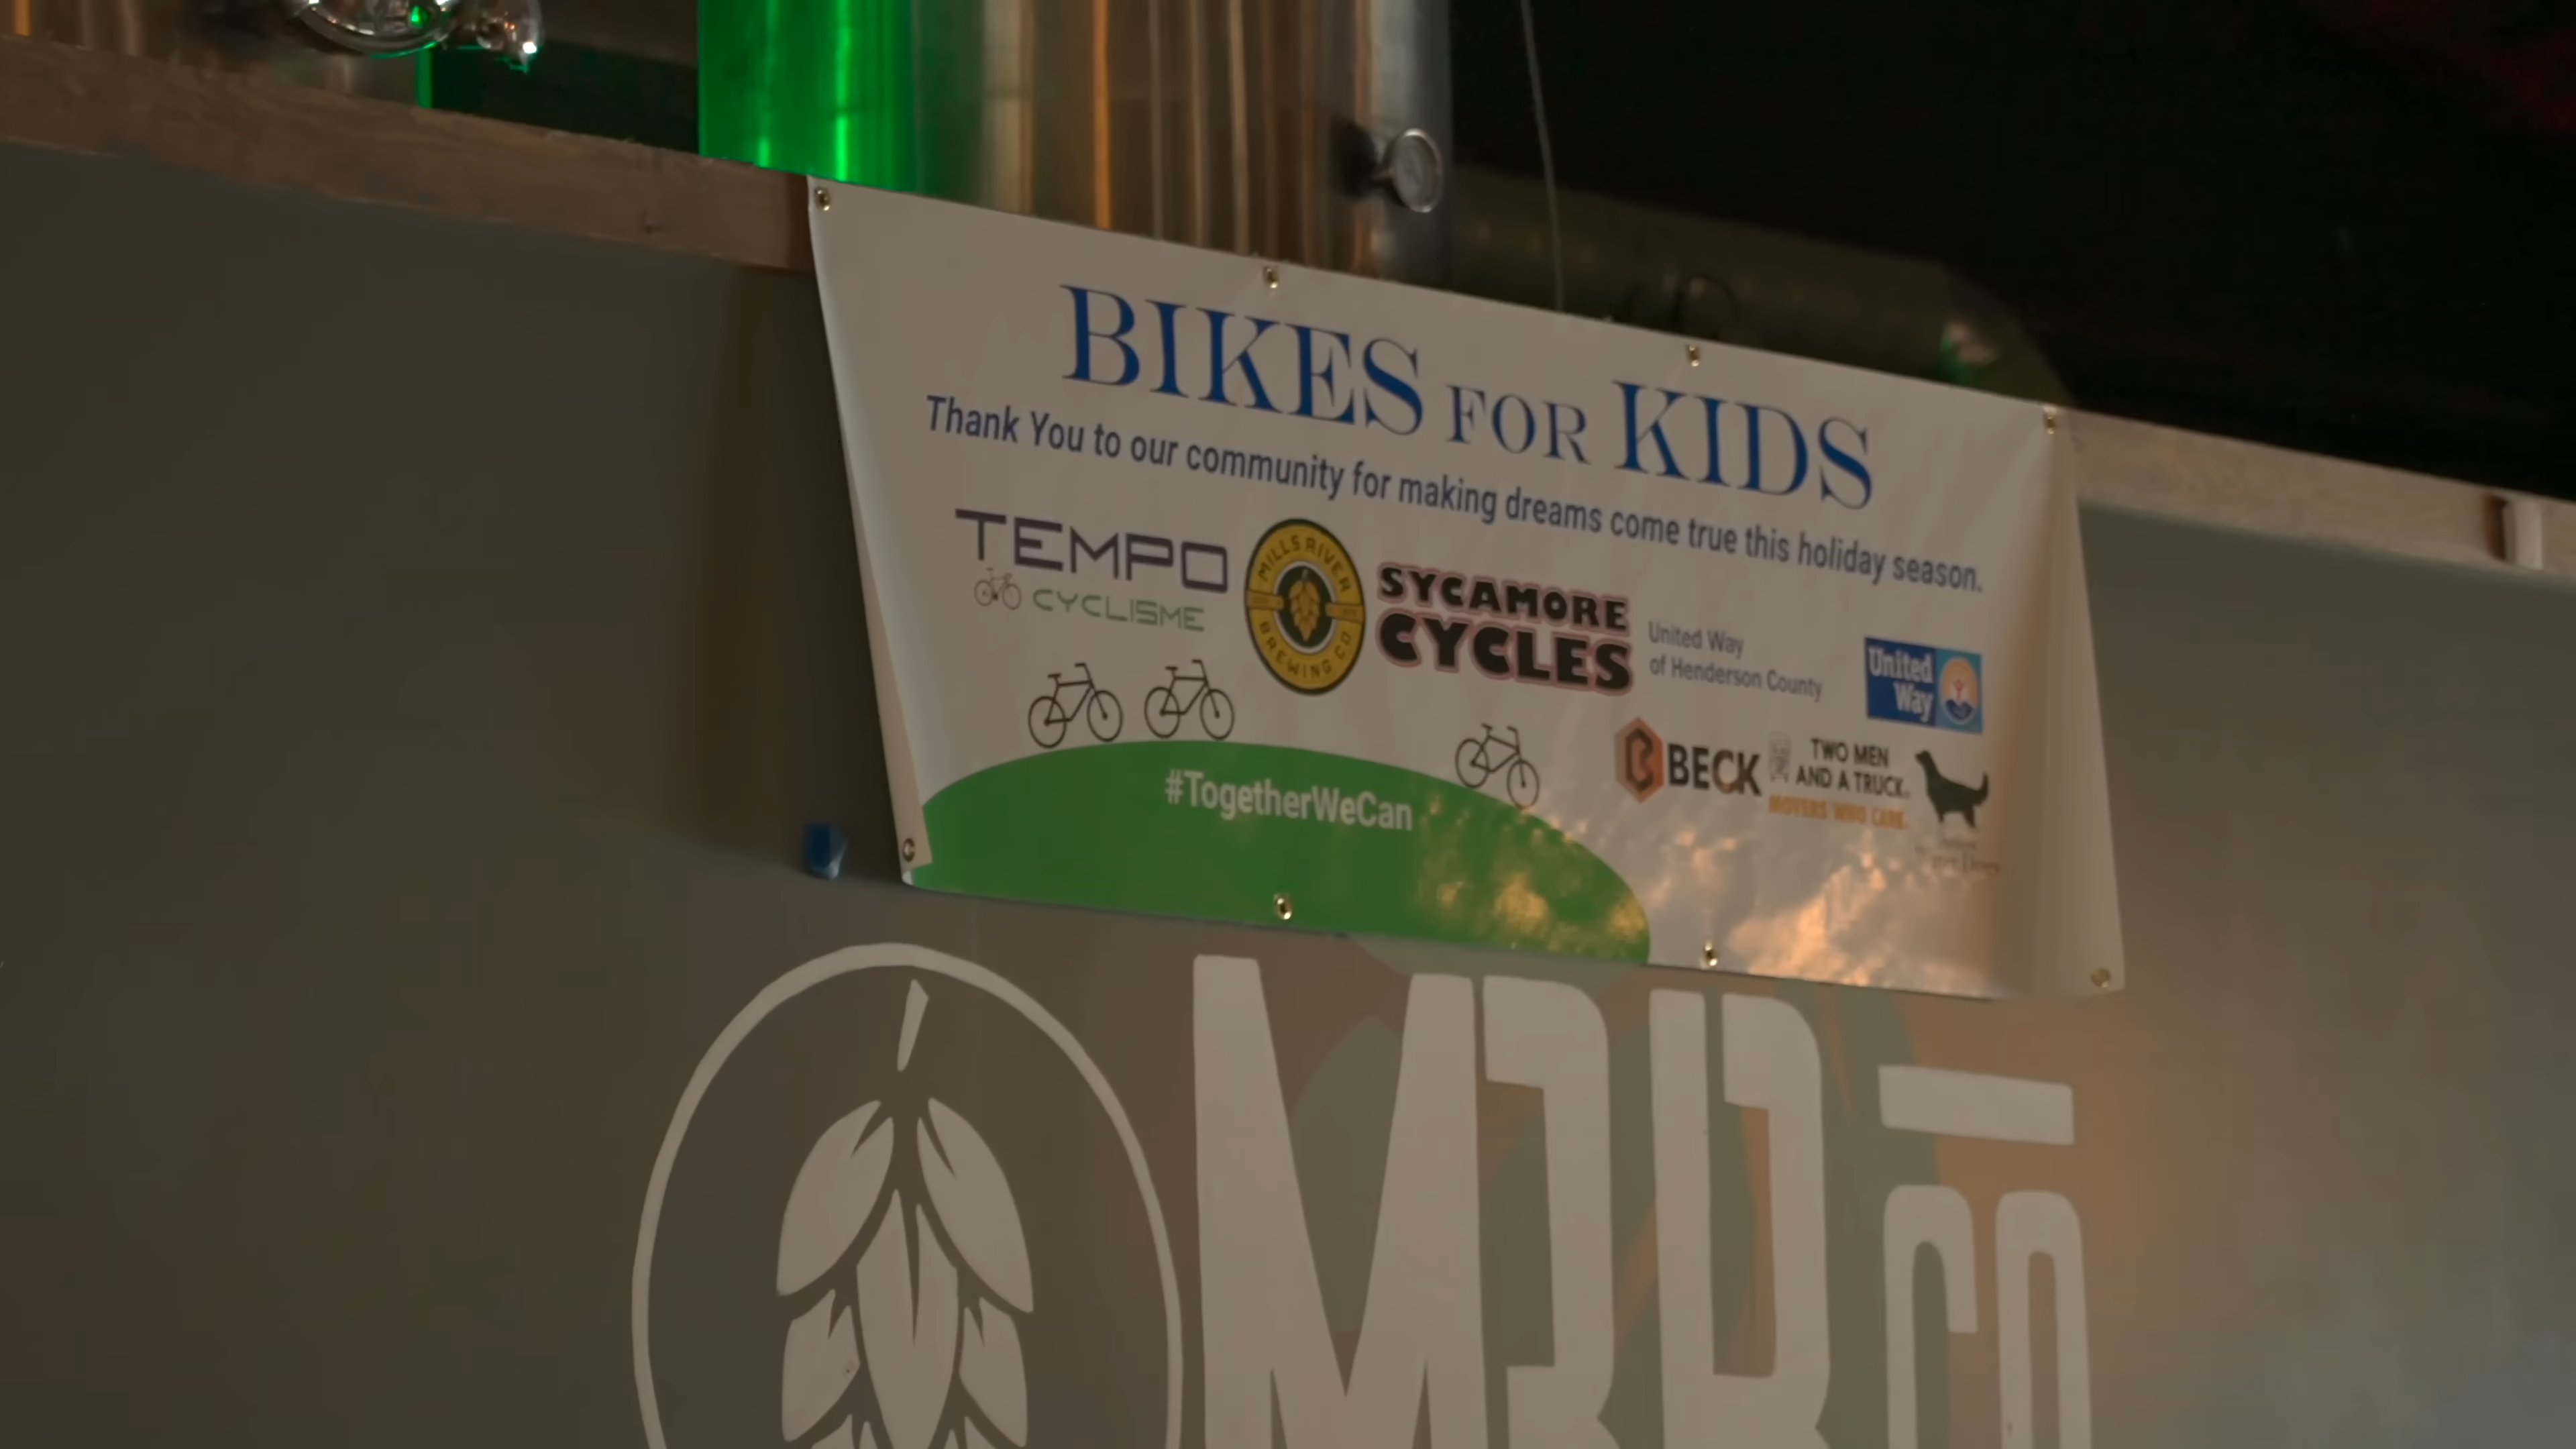 BIKES FOR KIDS
Thank You to our community for making dreams come true this holiday season.
TEMPO
CYCLISME
MILLS RIVER
BREWING CO
SYCAMORE
CYCLES
United Way
of Henderson County
United
Way
BECK
TWO MEN
AND A TRUCK.
MOVERS WHO CARE.
#TogetherWeCan
MRB
CO